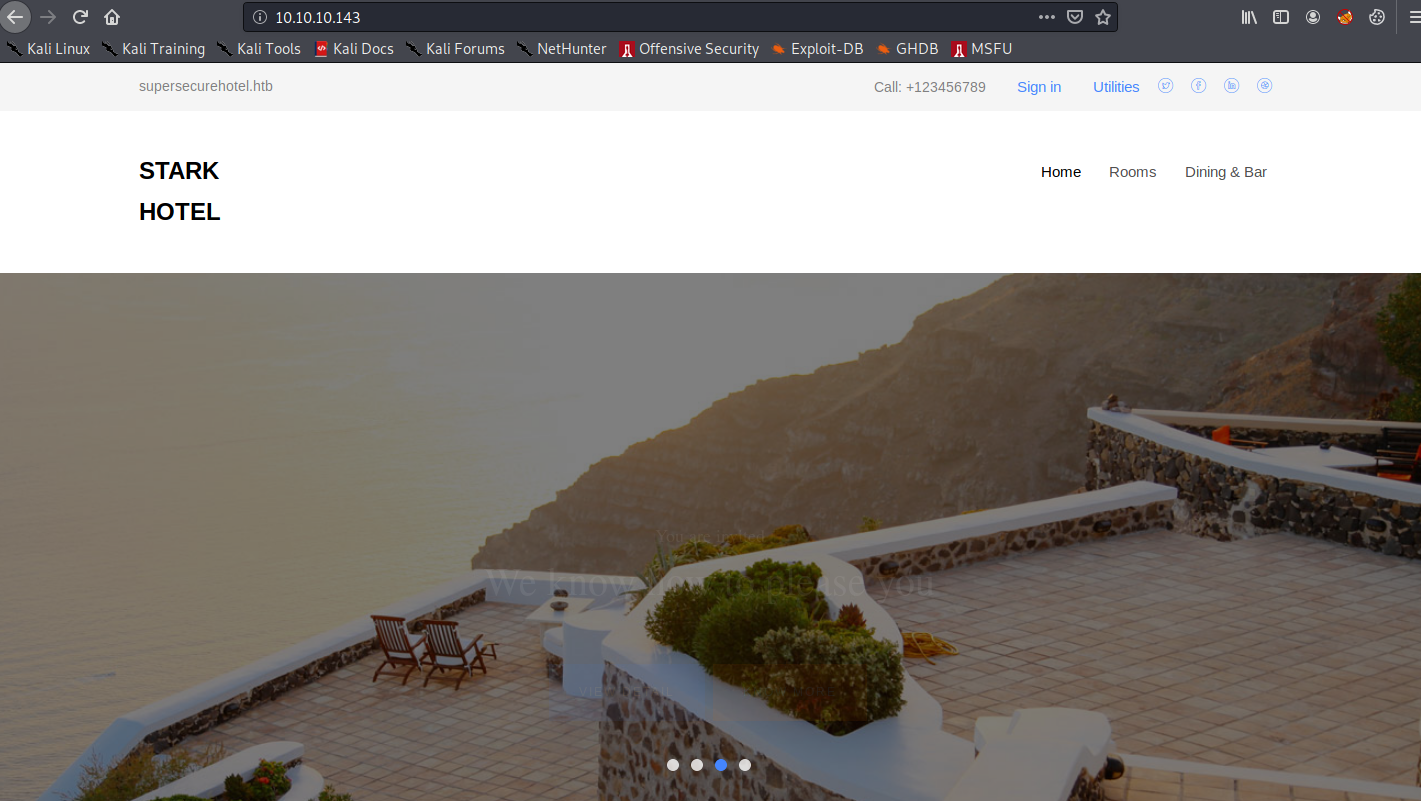 10.10.10.143
Kali Linux Kali Training Kali Tools Kali Docs Kali Forums NetHunter Offensive Security Exploit-DB GHDB MSFU
supersecurehotel.htb Call: +123456789 Sign in Utilities
STARK
HOTEL
Home Rooms Dining & Bar
We know how to please you